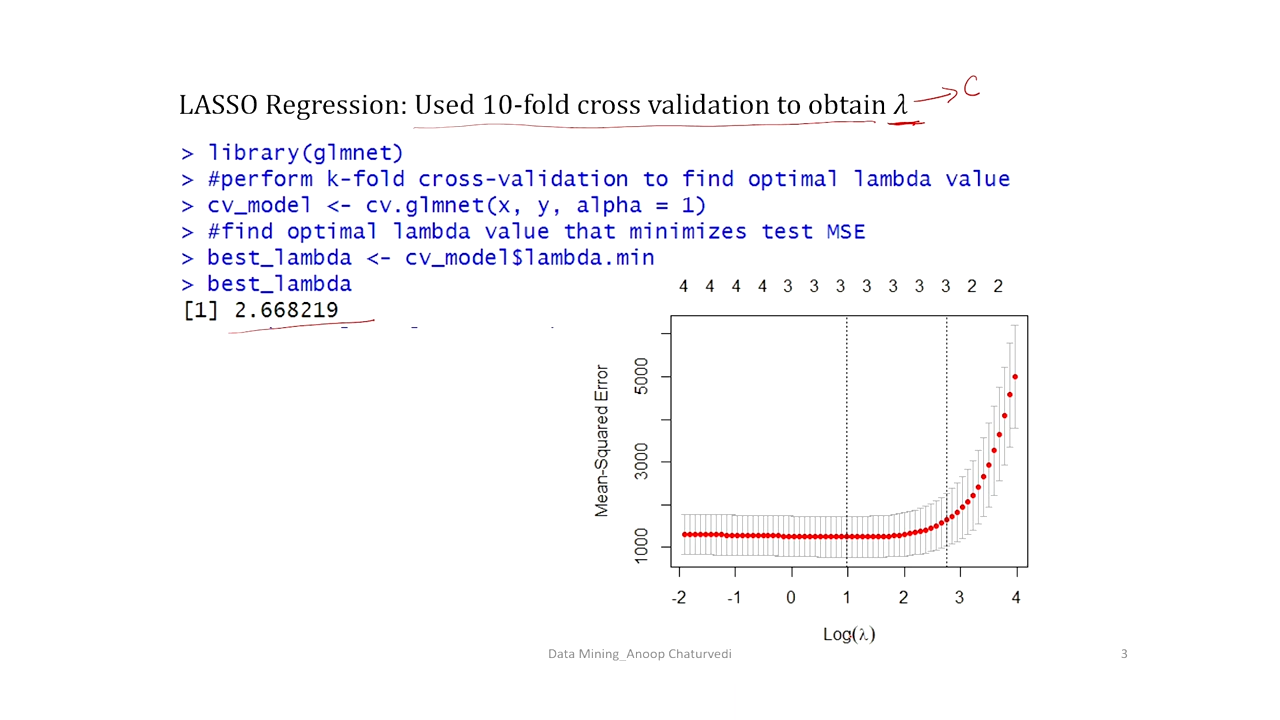 LASSO Regression: Used 10-fold cross validation to obtain λ → C
> library(glmnet)
> #perform k-fold cross-validation to find optimal lambda value
> cv_model <- cv.glmnet(x, y, alpha = 1)
> #find optimal lambda value that minimizes test MSE
> best_lambda <- cv_model$lambda.min
> best_lambda
[1] 2.668219
4 4 4 4 3 3 3 3 3 3 3 2 2
Mean-Squared Error
5000
3000
1000
-2 -1 0 1 2 3 4
Log(λ)
Data Mining_Anoop Chaturvedi
3